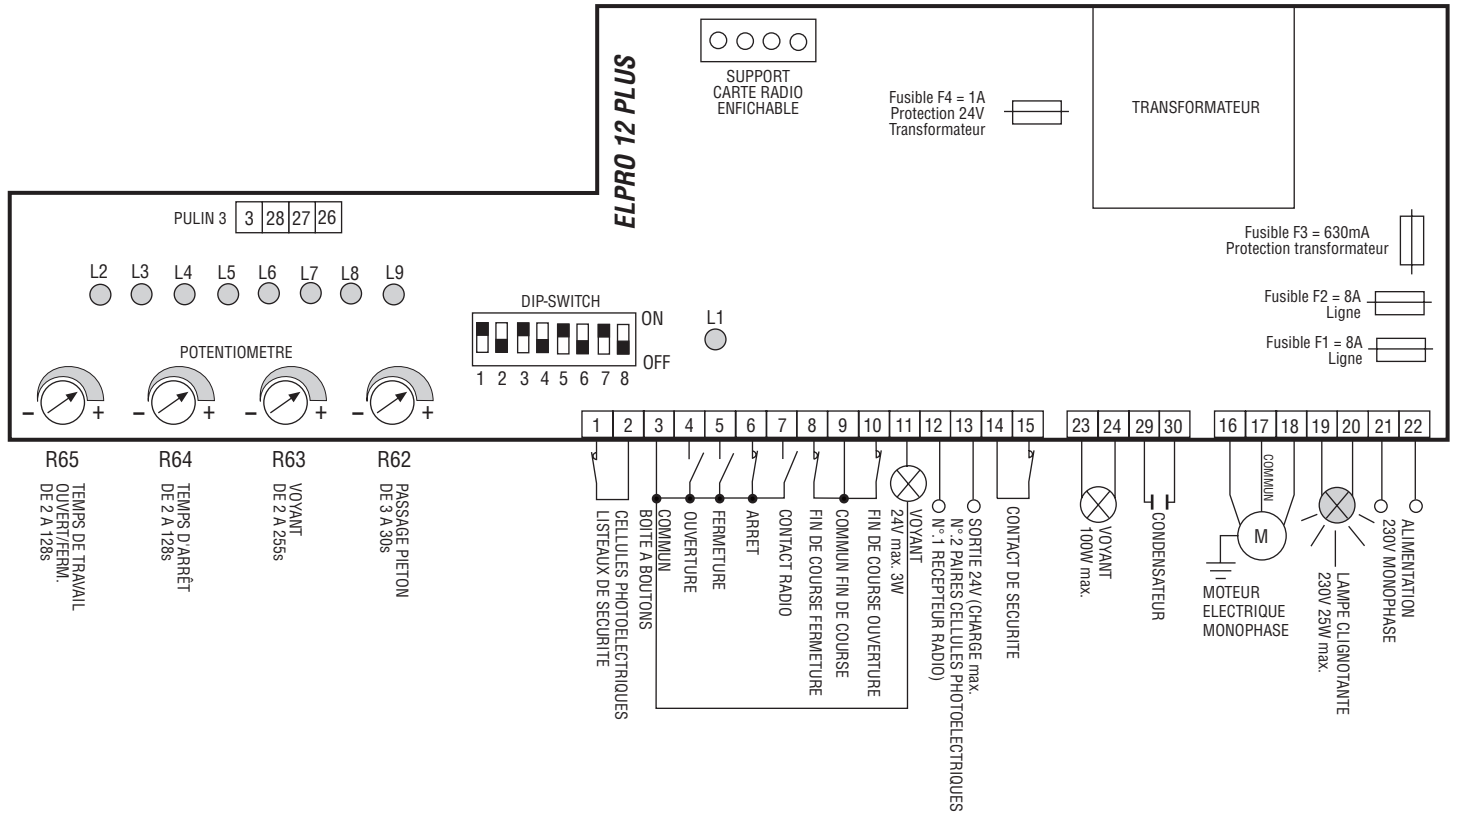 ELPRO 12 PLUS
SUPPORT
CARTE RADIO
ENFICHABLE
Fusible F4 = 1A
Protection 24V
Transformateur
TRANSFORMATEUR
Fusible F3 = 630mA
Protection transformateur
Fusible F2 = 8A
Ligne
Fusible F1 = 8A
Ligne
PULIN 3
3 28 27 26
L2 L3 L4 L5 L6 L7 L8 L9
DIP-SWITCH
ON
OFF
1 2 3 4 5 6 7 8
L1
POTENTIOMETRE
– +
– +
– +
– +
R65
TEMPS DE TRAVAIL
OUVERT/FERM.
DE 2 A 128s
R64
TEMPS D'ARRÊT
DE 2 A 128s
R63
VOYANT
DE 2 A 255s
R62
PASSAGE PIETON
DE 3 A 30s
1 2 3 4 5 6 7 8 9 10 11 12 13 14 15
23 24 29 30
16 17 18 19 20 21 22
CELLULES PHOTOELECTRIQUES
LISTEAUX DE SECURITE
COMMUN
BOITE A BOUTONS
OUVERTURE
FERMETURE
ARRET
CONTACT RADIO
FIN DE COURSE FERMETURE
COMMUN FIN DE COURSE
FIN DE COURSE OUVERTURE
VOYANT
24V max. 3W
SORTIE 24V (CHARGE max.
N°.2 PAIRES CELLULES PHOTOELECTRIQUES
N°.1 RECEPTEUR RADIO)
CONTACT DE SECURITE
VOYANT
100W max.
CONDENSATEUR
COMMUN
M
MOTEUR
ELECTRIQUE
MONOPHASE
LAMPE CLIGNOTANTE
230V 25W max.
ALIMENTATION
230V MONOPHASE